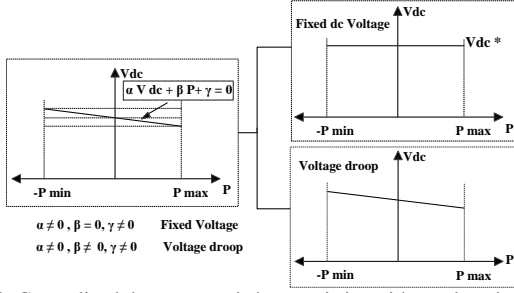 Vdc
α V dc + β P+ γ = 0
-P min
P max
P
α ≠ 0 , β = 0, γ ≠ 0 Fixed Voltage
α ≠ 0 , β ≠ 0, γ ≠ 0 Voltage droop
Fixed dc Voltage
Vdc
Vdc *
-P min
P max
P
Voltage droop
Vdc
-P min
P max
P